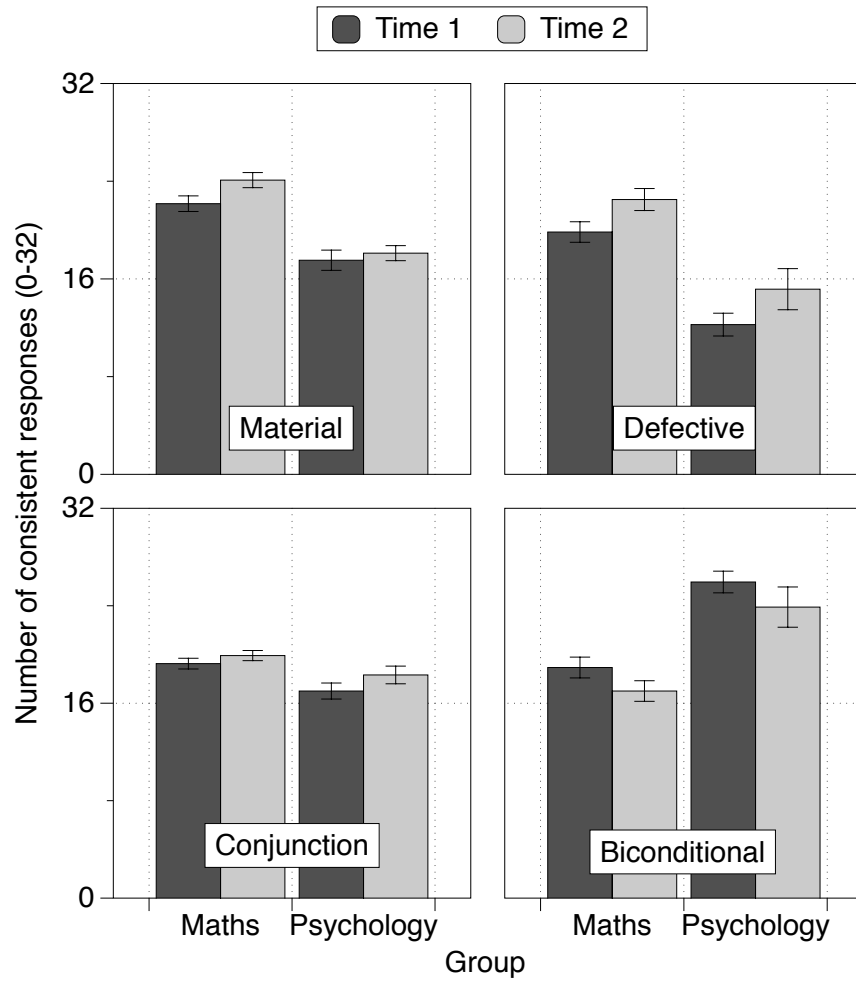 Time 1 Time 2
32
16
0
Material
Defective
Number of consistent responses (0-32)
32
16
0
Conjunction
Biconditional
Maths Psychology Maths Psychology
Group